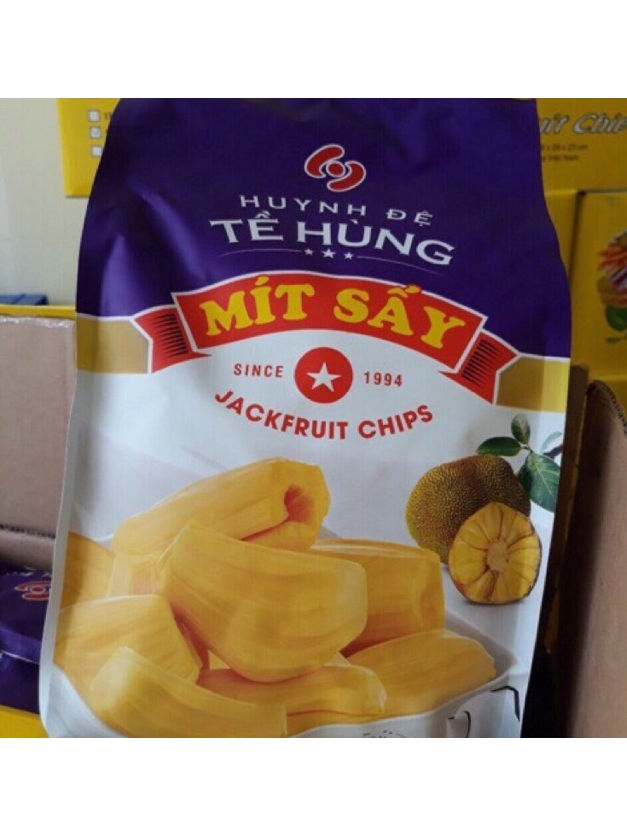 HUYNH ĐỆ
TỀ HÙNG
MÍT SẤY
SINCE 1994
JACKFRUIT CHIPS